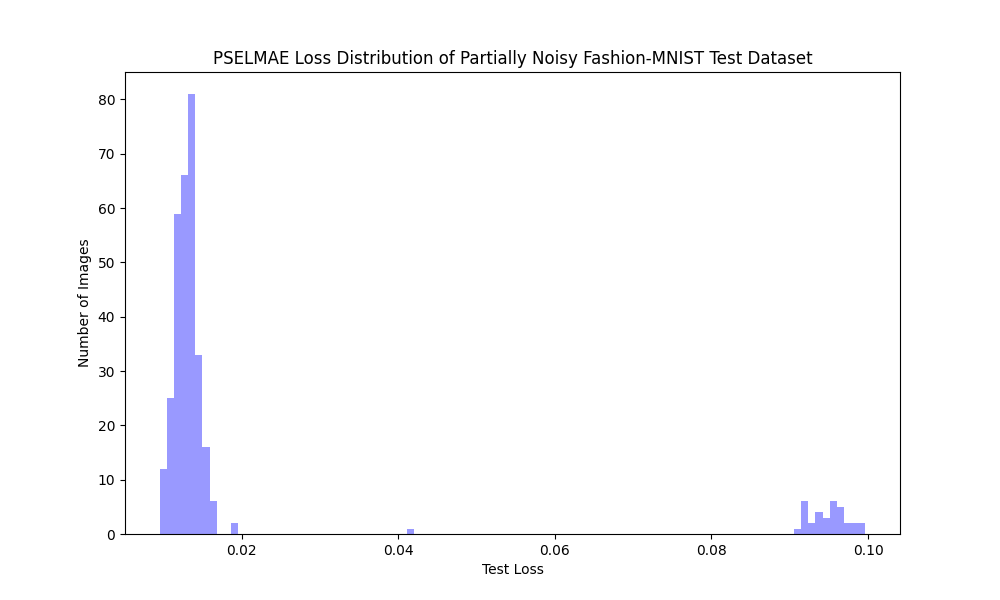 PSELMAE Loss Distribution of Partially Noisy Fashion-MNIST Test Dataset
Number of Images
80
70
60
50
40
30
20
10
0
0.02 0.04 0.06 0.08 0.10
Test Loss